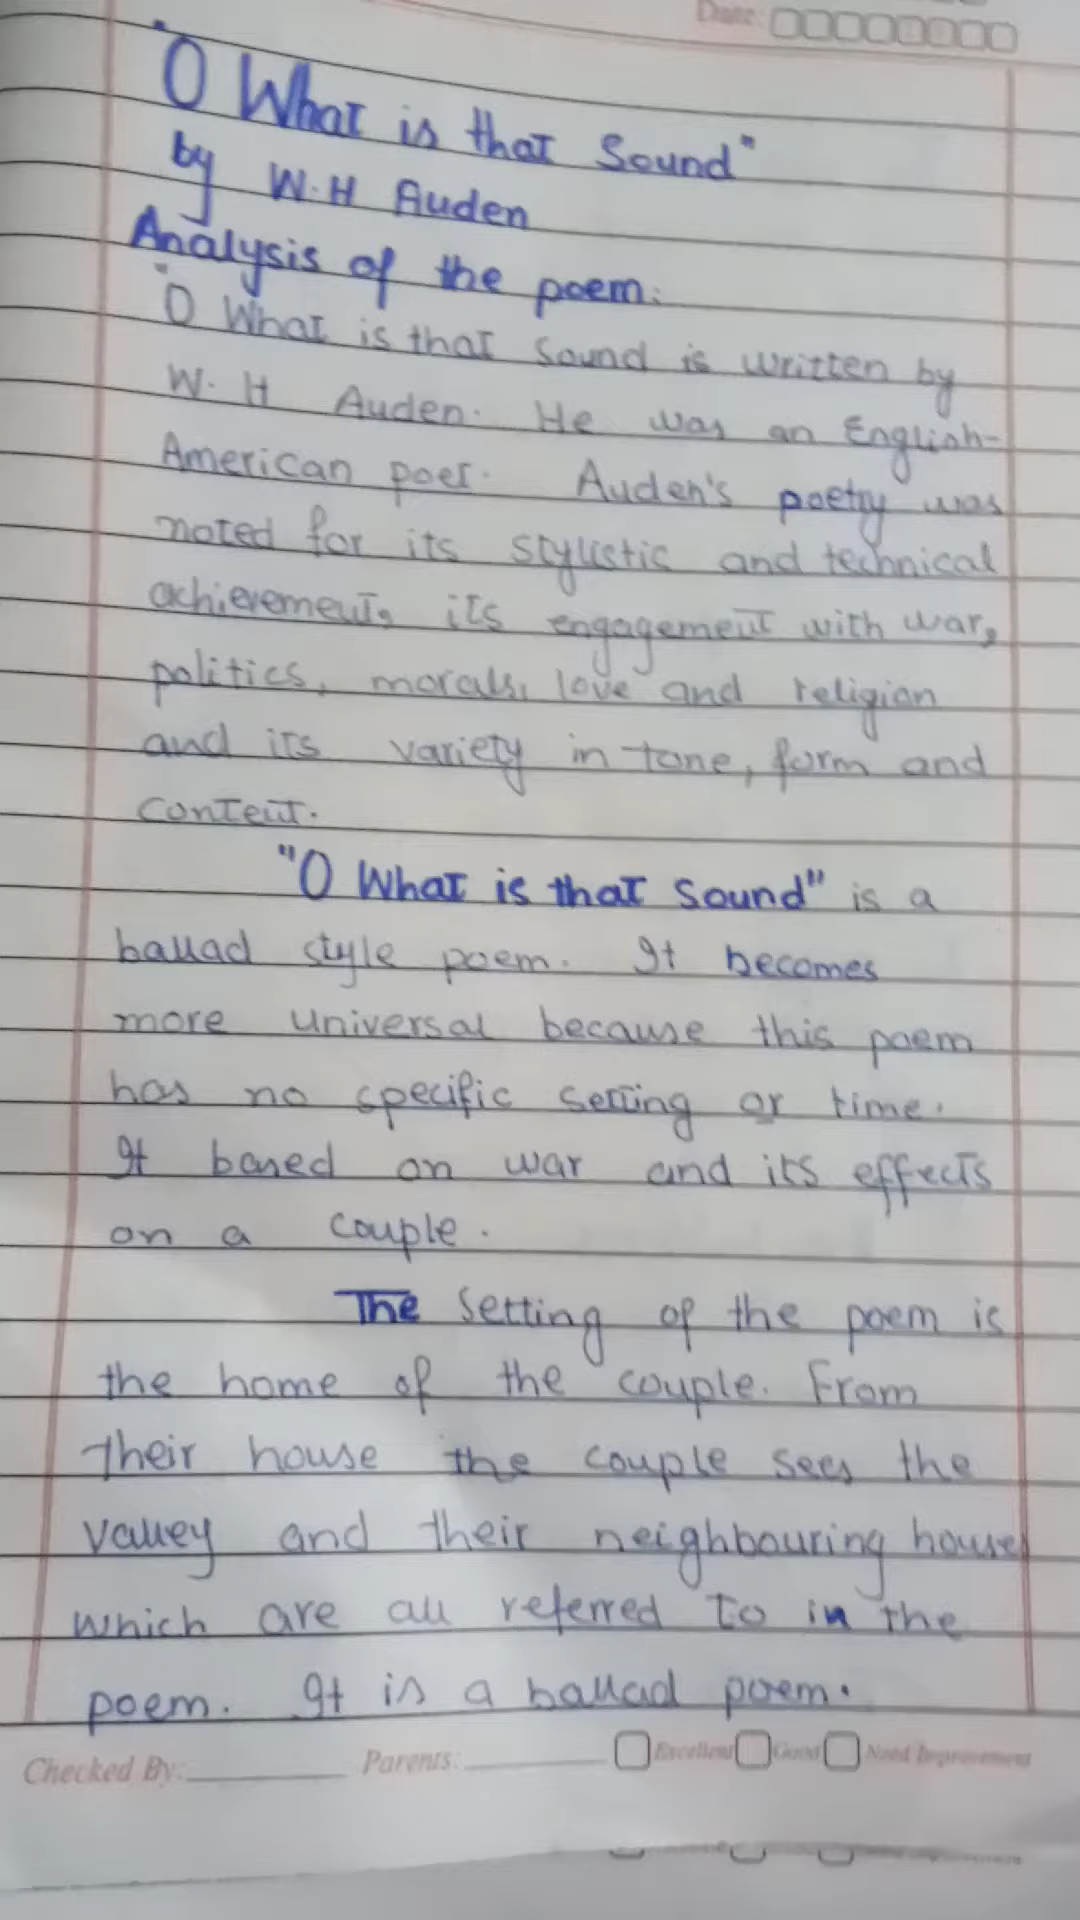 Date:
"O What is that Sound"
by W.H Auden
Analysis of the poem:
"O What is that Sound is written by
W. H Auden. He was an English-
American poet. Auden's poetry was
noted for its stylistic and technical
achievement, its engagement with war,
politics, morals, love and religion
and its variety in tone, form and
content.
"O What is that Sound" is a
ballad style poem. It becomes
more universal because this poem
has no specific setting or time.
It based on war and its effects
on a couple.
The setting of the poem is
the home of the couple. From
their house the couple sees the
valley and their neighbouring house
which are all referred to in the
poem. It is a ballad poem.
Checked By: Parents: Excellent Good Need Improvement